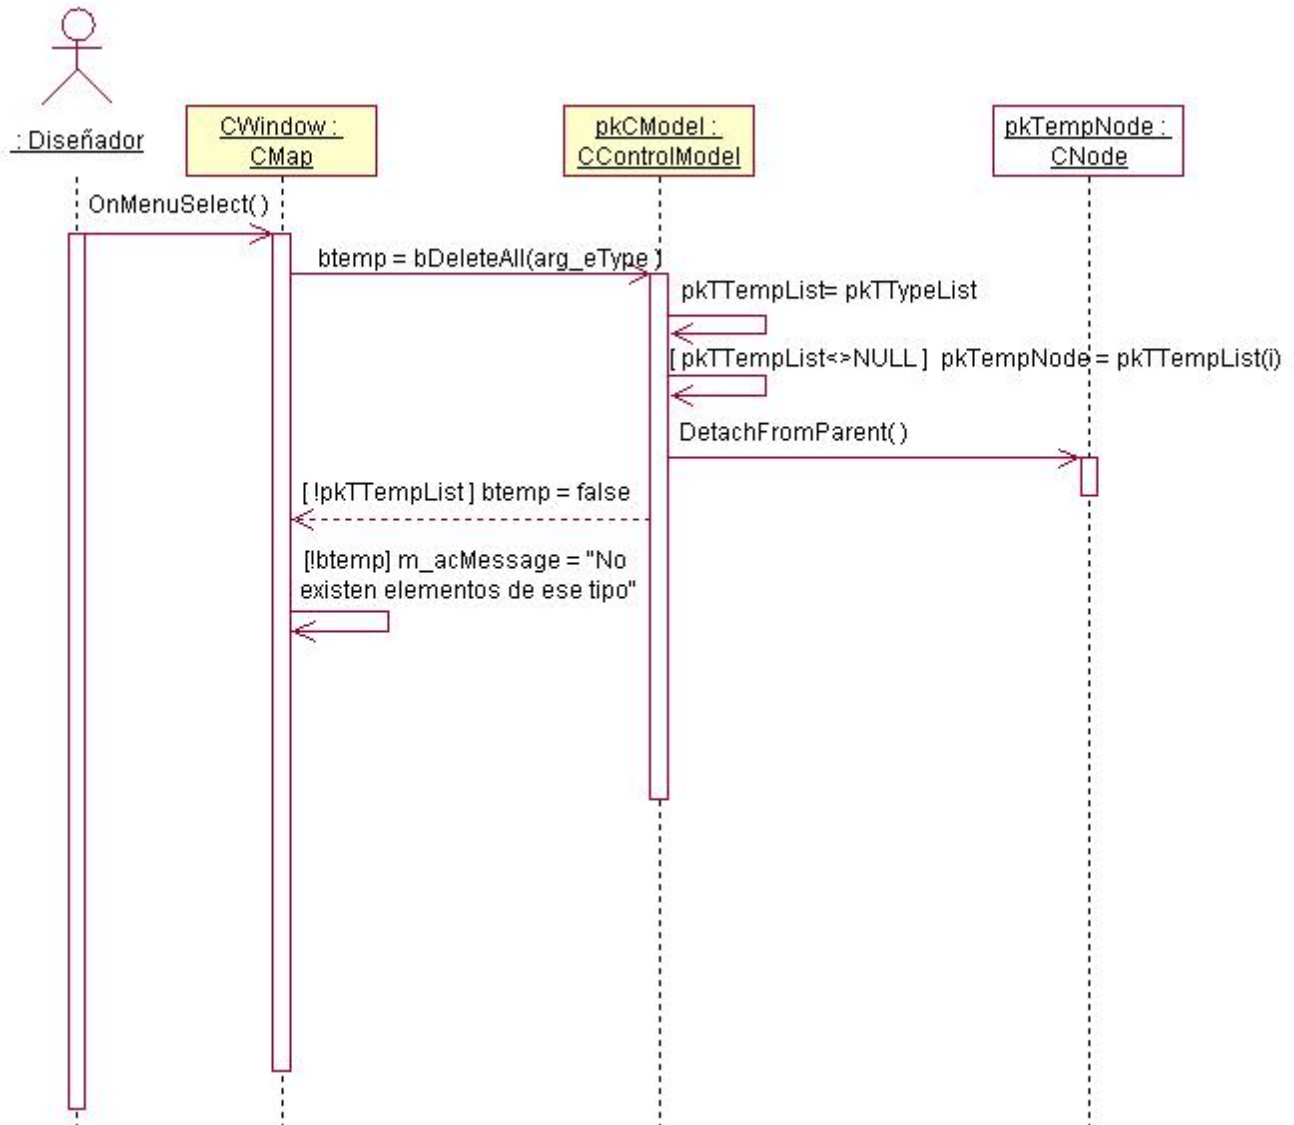 : Diseñador
CWindow :
CMap
pkCModel :
CControlModel
pkTempNode :
CNode
OnMenuSelect( )
btemp = bDeleteAll(arg_eType )
pkTTempList= pkTTypeList
[ pkTTempList<>NULL ] pkTempNode = pkTTempList(i)
DetachFromParent( )
[ !pkTTempList ] btemp = false
[!btemp] m_acMessage = "No
existen elementos de ese tipo"